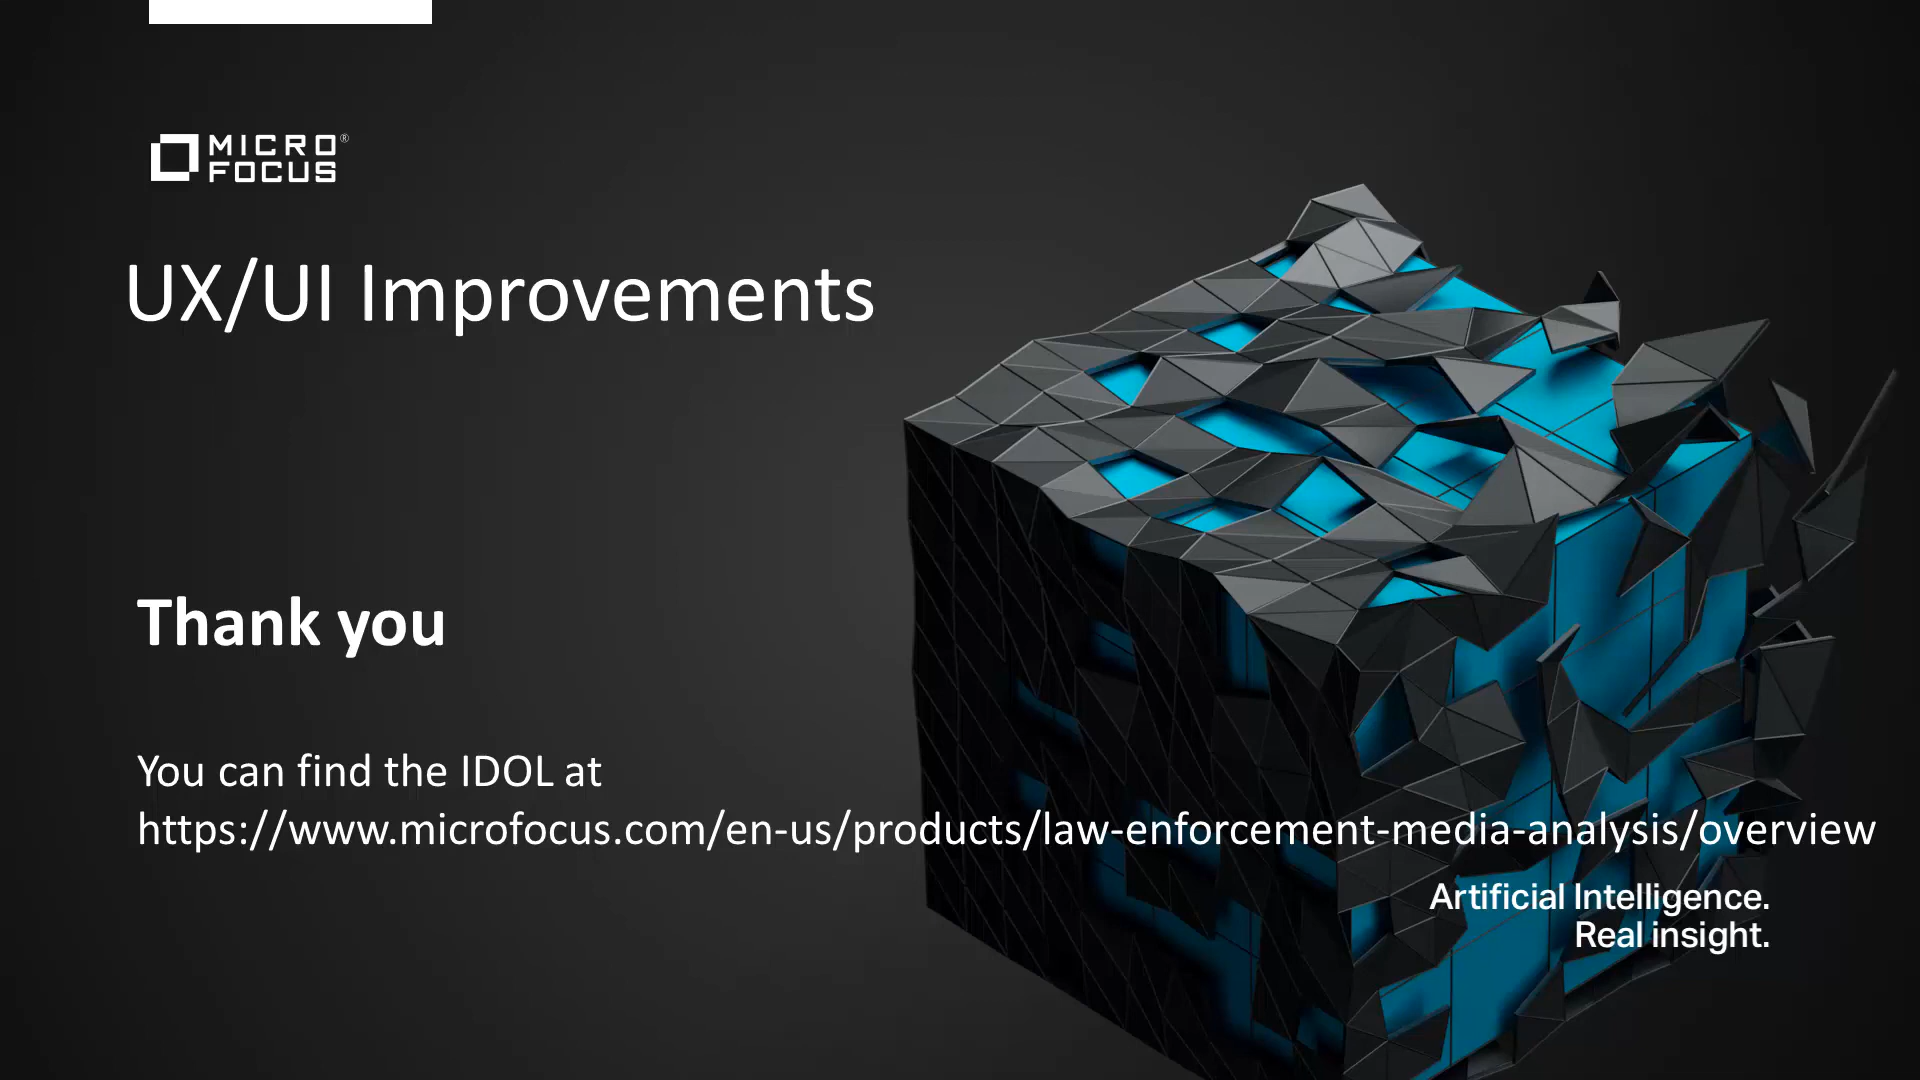 MICRO®
FOCUS
UX/UI Improvements
Thank you
You can find the IDOL at
https://www.microfocus.com/en-us/products/law-enforcement-media-analysis/overview
Artificial Intelligence.
Real insight.